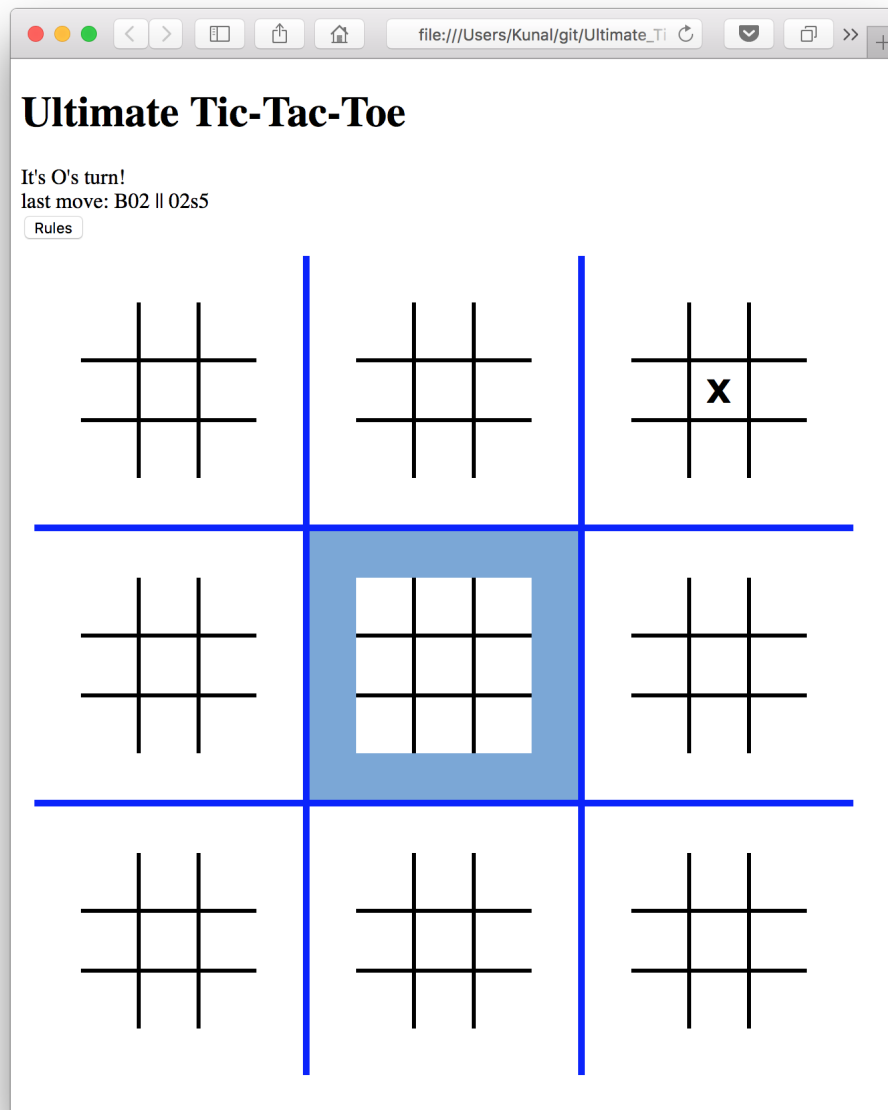 file:///Users/Kunal/git/Ultimate_Ti
Ultimate Tic-Tac-Toe
It's O's turn!
last move: B02 || 02s5
Rules
X